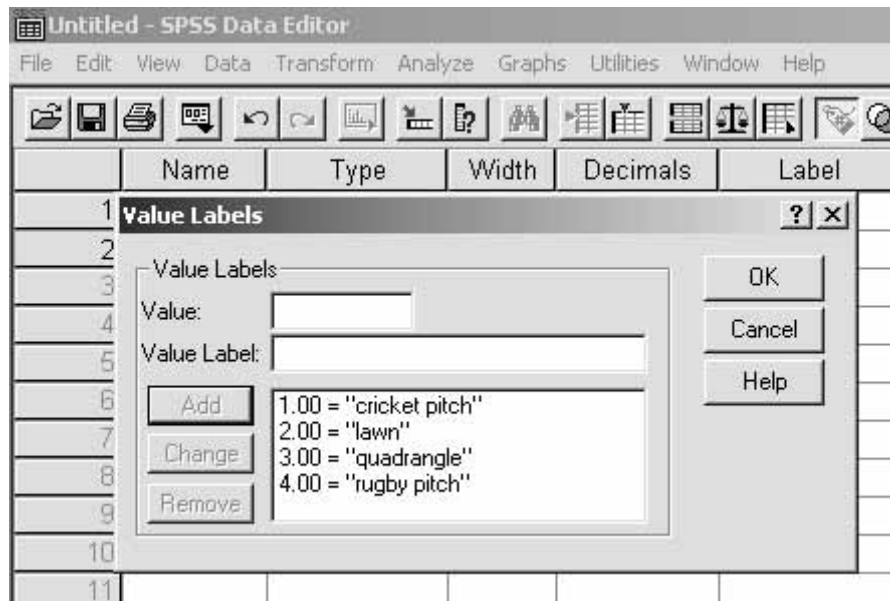 Untitled - SPSS Data Editor
File Edit View Data Transform Analyze Graphs Utilities Window Help
Name Type Width Decimals Label
1
2
3
4
5
6
7
8
9
10
11
Value Labels
Value Labels
Value:
Value Label:
Add
Change
Remove
1.00 = "cricket pitch"
2.00 = "lawn"
3.00 = "quadrangle"
4.00 = "rugby pitch"
OK
Cancel
Help